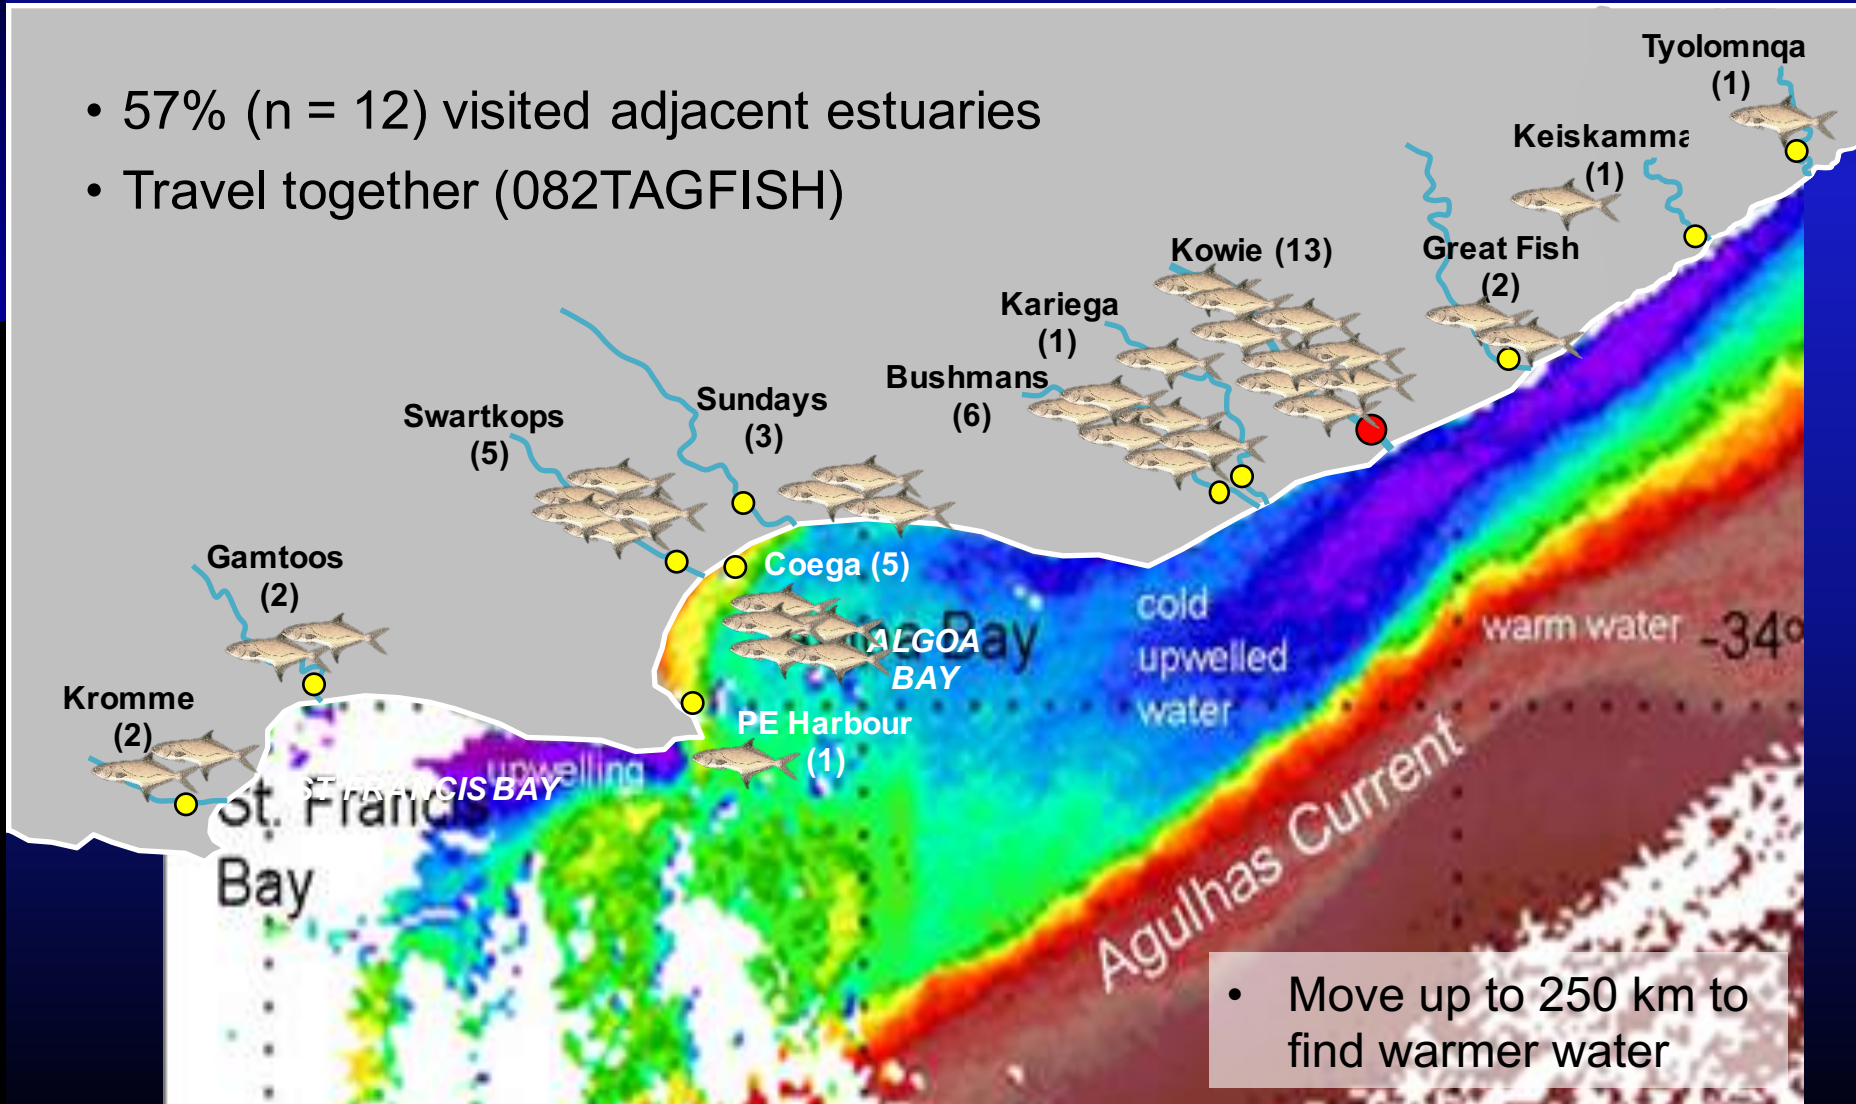 • 57% (n = 12) visited adjacent estuaries
• Travel together (082TAGFISH)
Tyolomnqa
(1)
Keiskamma
(1)
Great Fish
(2)
Kowie (13)
Kariega
(1)
Bushmans
(6)
Sundays
(3)
Swartkops
(5)
Coega (5)
Gamtoos
(2)
Kromme
(2)
ALGOA
BAY
Bay
PE Harbour
(1)
cold
upwelled
water
warm water
-34o
upwelling
ST FRANCIS BAY
St. Francis
Bay
Agulhas Current
• Move up to 250 km to
find warmer water